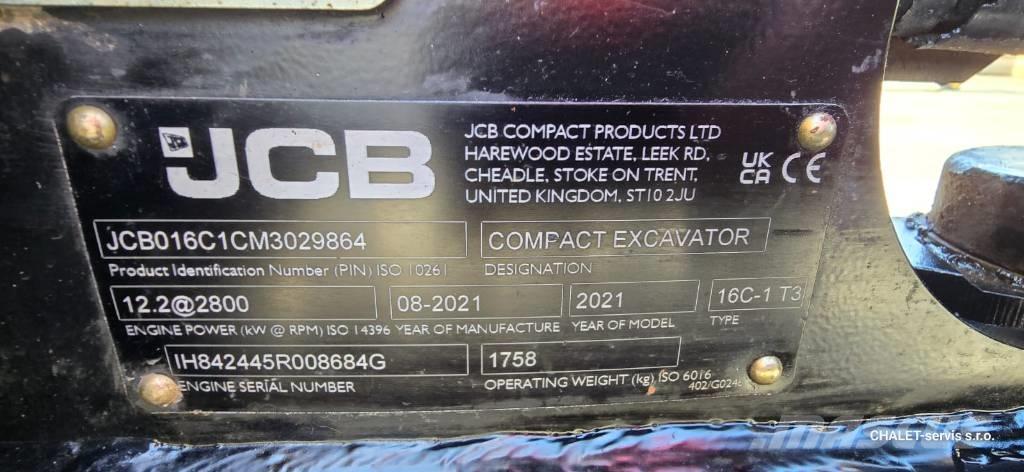 JCB
JCB COMPACT PRODUCTS LTD
HAREWOOD ESTATE, LEEK RD,
CHEADLE, STOKE ON TRENT,
UNITED KINGDOM, ST10 2JU
UK
CA CE
JCB016C1CM3029864
Product Identification Number (PIN) ISO 10261
COMPACT EXCAVATOR
DESIGNATION
12.2@2800
ENGINE POWER (kW @ RPM) ISO 14396
08-2021
YEAR OF MANUFACTURE
2021
YEAR OF MODEL
16C-1 T3
TYPE
IH842445R008684G
ENGINE SERIAL NUMBER
1758
OPERATING WEIGHT (kg) ISO 6016
CHALET-servis s.r.o.